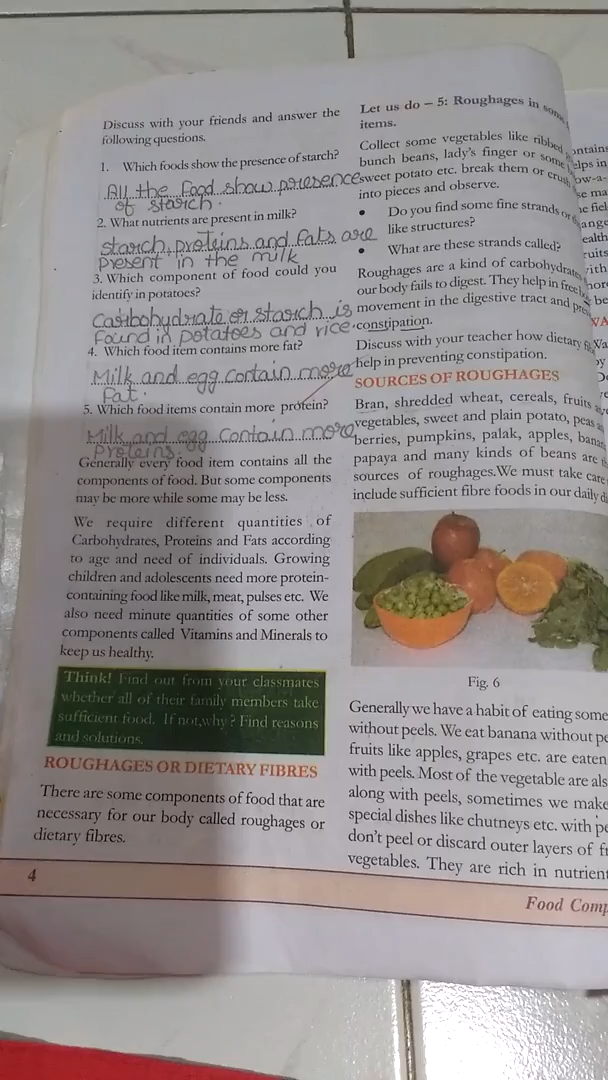 Discuss with your friends and answer the
following questions.
1. Which foods show the presence of starch?
All the food show presence
of starch.
2. What nutrients are present in milk?
starch, proteins and fats are
present in the milk
3. Which component of food could you
identify in potatoes?
Carbohydrate or starch is
found in potatoes and rice.
4. Which food item contains more fat?
Milk and egg contain more
fat.
5. Which food items contain more protein?
Milk and egg contain more
proteins.
Generally every food item contains all the
components of food. But some components
may be more while some may be less.
We require different quantities of
Carbohydrates, Proteins and Fats according
to age and need of individuals. Growing
children and adolescents need more protein-
containing food like milk, meat, pulses etc. We
also need minute quantities of some other
components called Vitamins and Minerals to
keep us healthy.
Think! Find out from your classmates
whether all of their family members take
sufficient food. If not,why? Find reasons
and solutions.
ROUGHAGES OR DIETARY FIBRES
There are some components of food that are
necessary for our body called roughages or
dietary fibres.
Let us do – 5: Roughages in some
items.
Collect some vegetables like ribbed
bunch beans, lady's finger or some
sweet potato etc. break them or crush
into pieces and observe.
• Do you find some fine strands or
like structures?
• What are these strands called?
Roughages are a kind of carbohydrates
our body fails to digest. They help in free
movement in the digestive tract and
constipation.
Discuss with your teacher how dietary
help in preventing constipation.
SOURCES OF ROUGHAGES
Bran, shredded wheat, cereals, fruits
vegetables, sweet and plain potato, peas
berries, pumpkins, palak, apples,
papaya and many kinds of beans are
sources of roughages.We must take care
include sufficient fibre foods in our daily
Fig. 6
Generally we have a habit of eating some
without peels. We eat banana without
fruits like apples, grapes etc. are eaten
with peels. Most of the vegetable are
along with peels, sometimes we make
special dishes like chutneys etc. with
don't peel or discard outer layers of
vegetables. They are rich in
4
Food